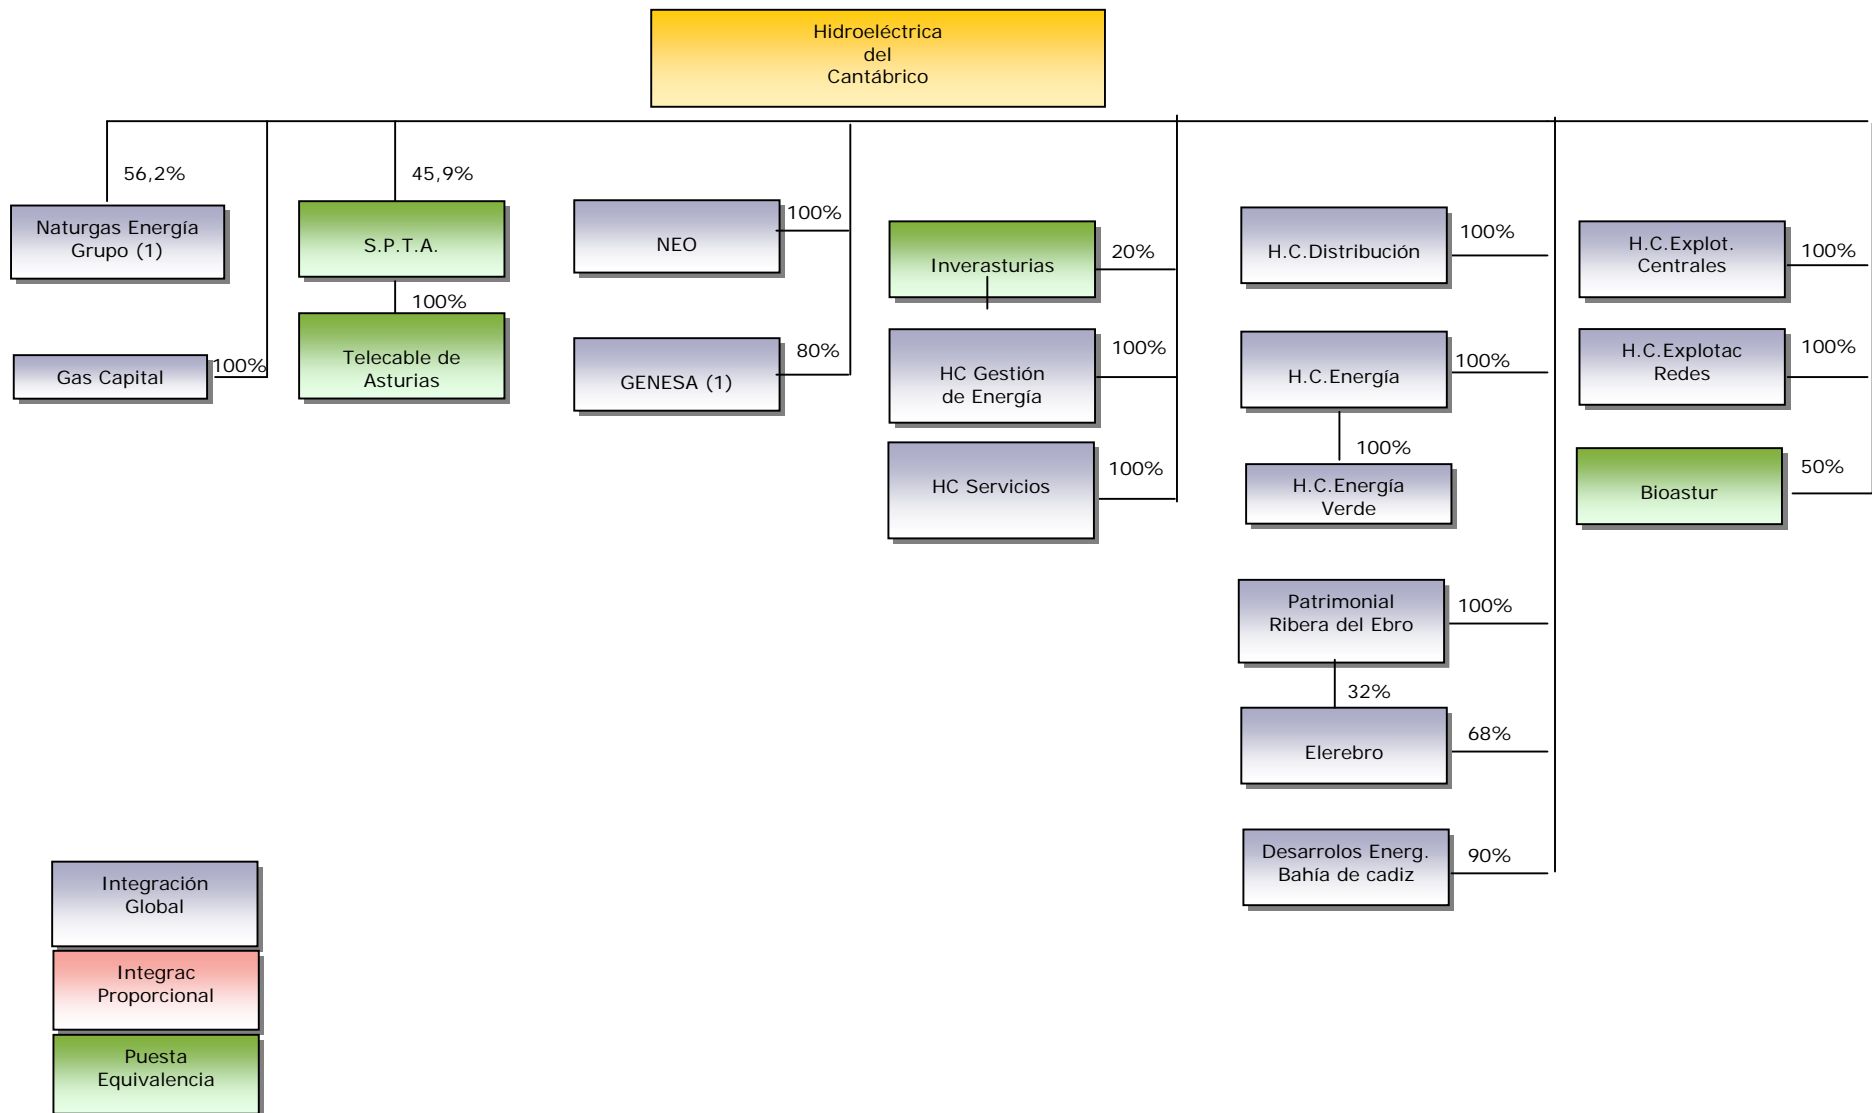 Hidroeléctrica
del
Cantábrico
56,2%
Naturgas Energía
Grupo (1)
Gas Capital
100%
45,9%
S.P.T.A.
100%
Telecable de
Asturias
NEO
100%
GENESA (1)
80%
Inverasturias
20%
HC Gestión
de Energía
100%
HC Servicios
100%
H.C.Distribución
100%
H.C.Energía
100%
100%
H.C.Energía
Verde
Patrimonial
Ribera del Ebro
100%
32%
Elerebro
68%
Desarrolos Energ.
Bahía de cadiz
90%
H.C.Explot.
Centrales
100%
H.C.Explotac
Redes
100%
Bioastur
50%
Integración
Global
Integrac
Proporcional
Puesta
Equivalencia